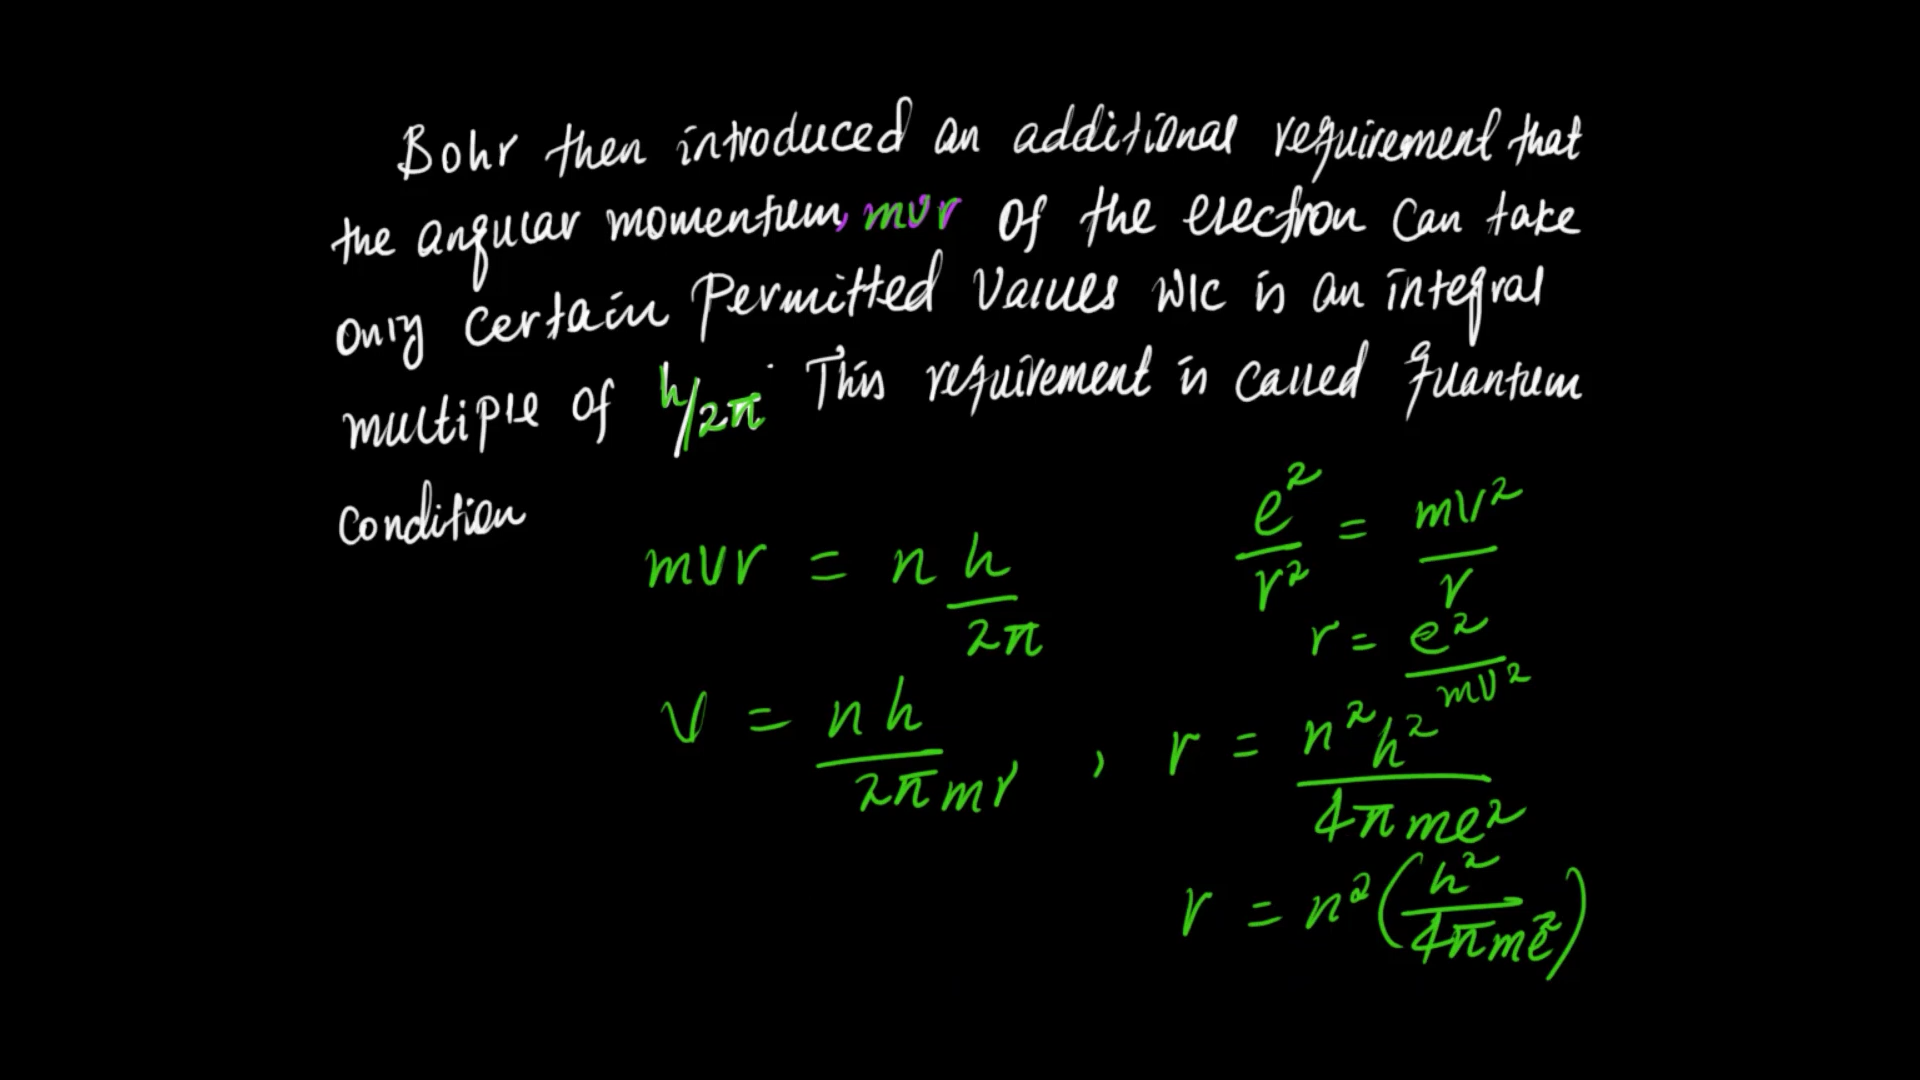 Bohr then introduced an additional requirement that
the angular momentum, mvr of the electron can take
only certain permitted values w/c is an integral
multiple of h/2π. This requirement is called quantum
condition
mvr = n h/2π
e²/r² = mv²/r
r = e²/mv²
v = nh/2πmr , r = n²h²/4πme²
r = n² (h²/4πme²)